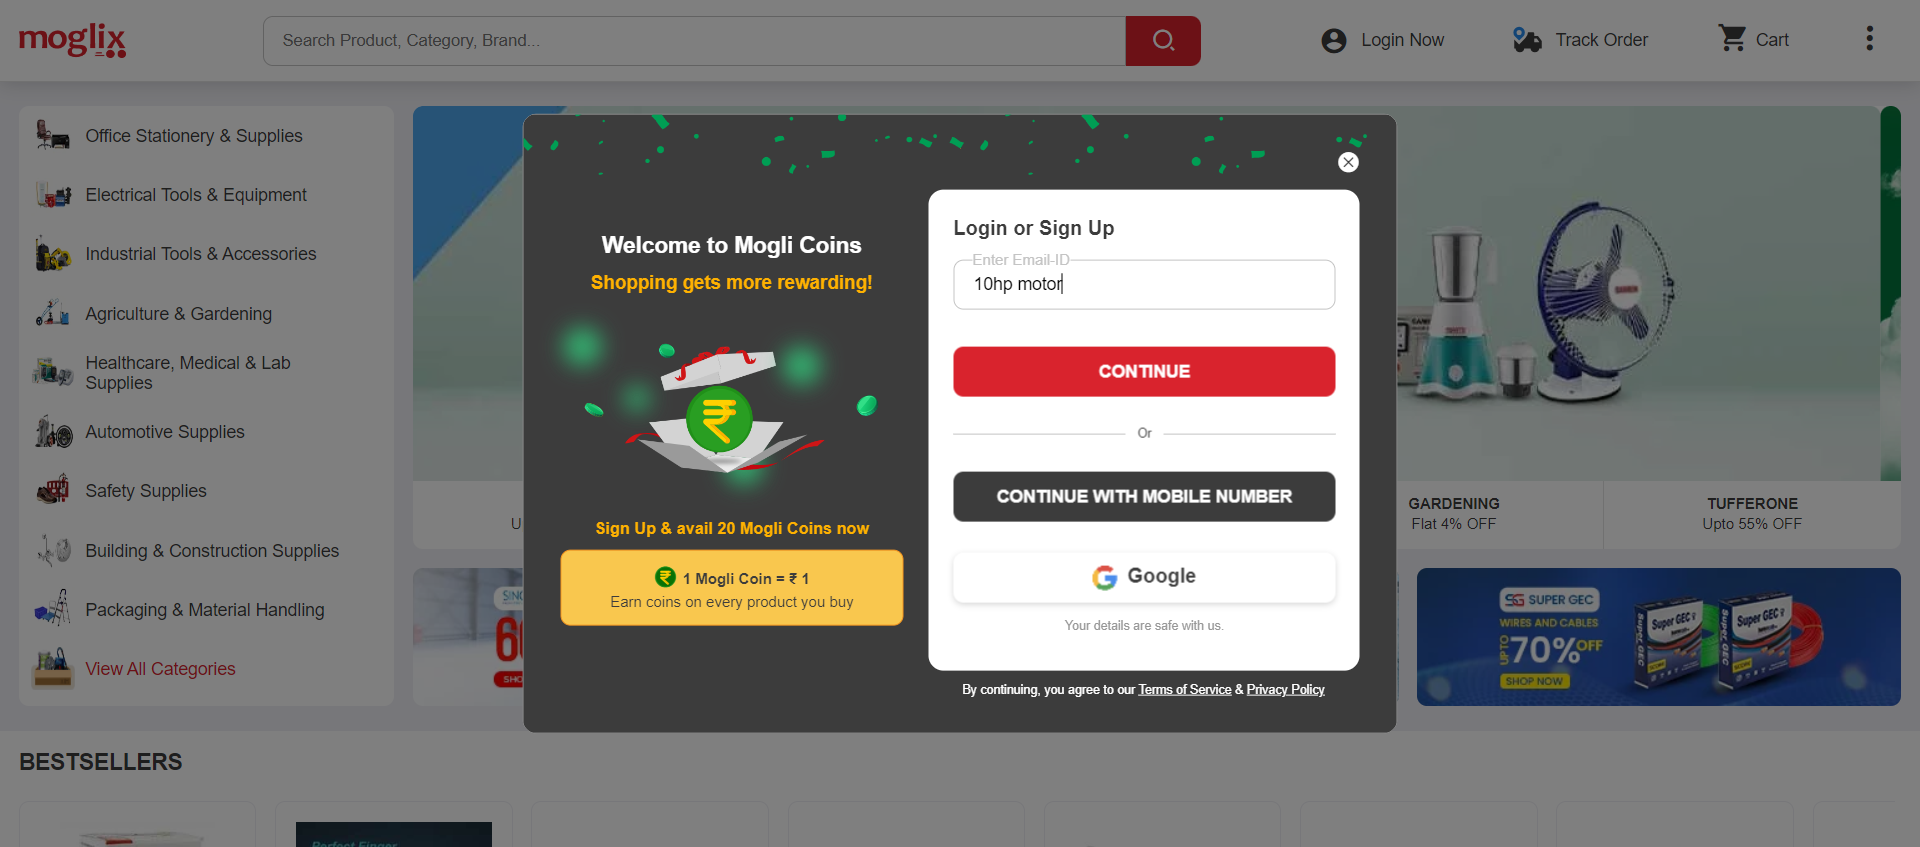 moglix
Search Product, Category, Brand...
Login Now
Track Order
Cart
Office Stationery & Supplies
Electrical Tools & Equipment
Industrial Tools & Accessories
Agriculture & Gardening
Healthcare, Medical & Lab
Supplies
Automotive Supplies
Safety Supplies
Building & Construction Supplies
Packaging & Material Handling
View All Categories
Welcome to Mogli Coins
Shopping gets more rewarding!
Sign Up & avail 20 Mogli Coins now
1 Mogli Coin = ₹ 1
Earn coins on every product you buy
Login or Sign Up
Enter Email-ID
10hp motor
CONTINUE
Or
CONTINUE WITH MOBILE NUMBER
Google
Your details are safe with us.
By continuing, you agree to our Terms of Service & Privacy Policy
GARDENING
Flat 4% OFF
TUFFERONE
Upto 55% OFF
SG SUPER GEC
WIRES AND CABLES
UPTO 70% OFF
SHOP NOW
Super GEC
Super GEC
BESTSELLERS
Perfect Finger